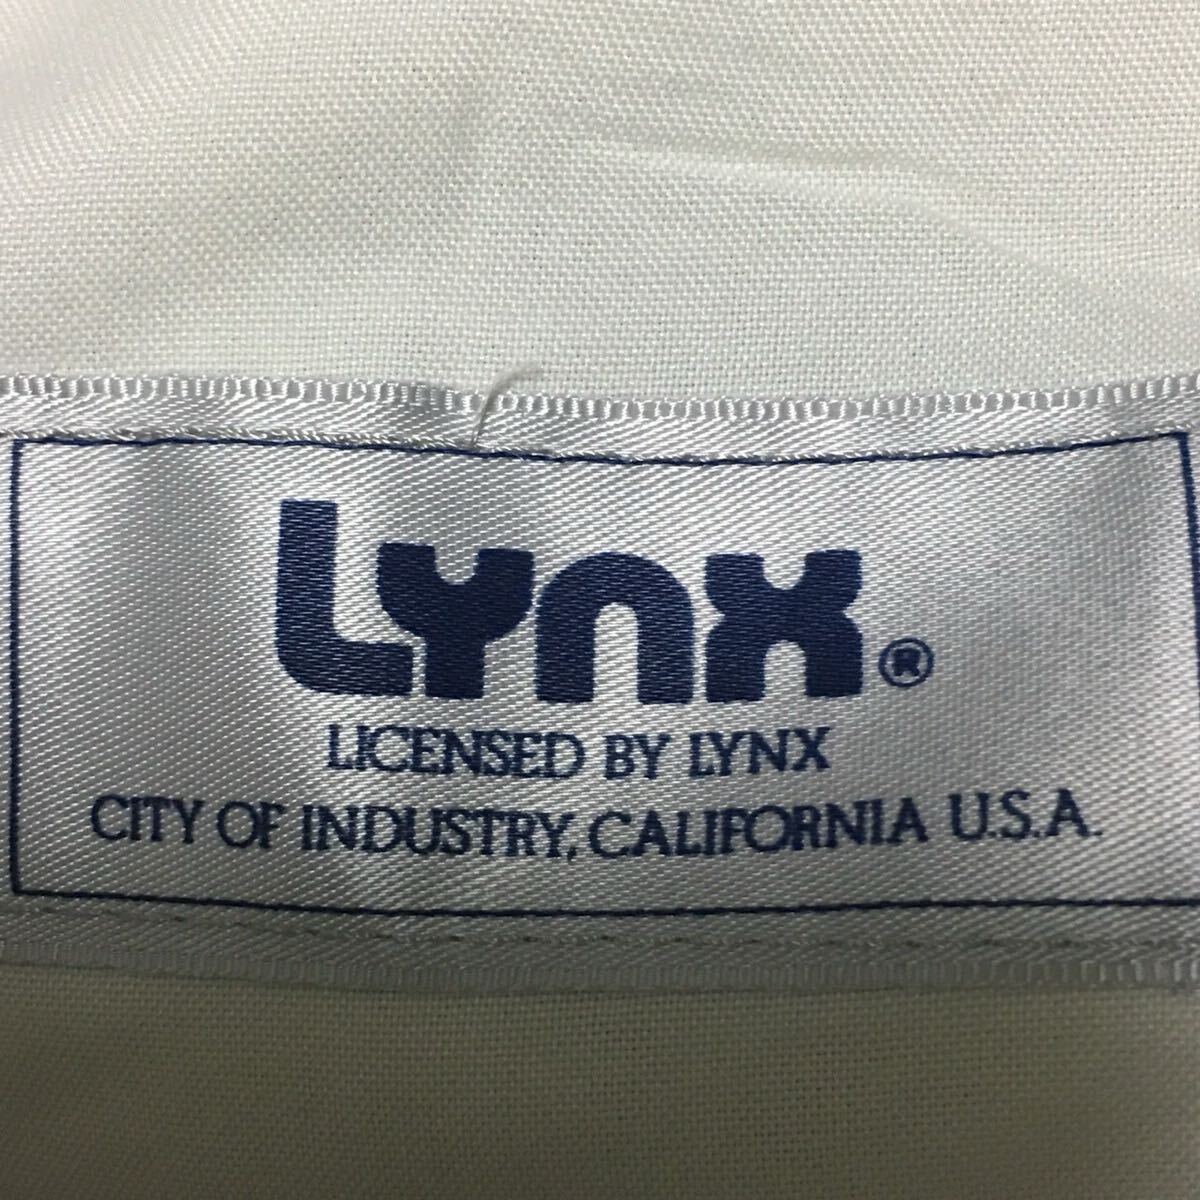 Lynx®
LICENSED BY LYNX
CITY OF INDUSTRY, CALIFORNIA U.S.A.